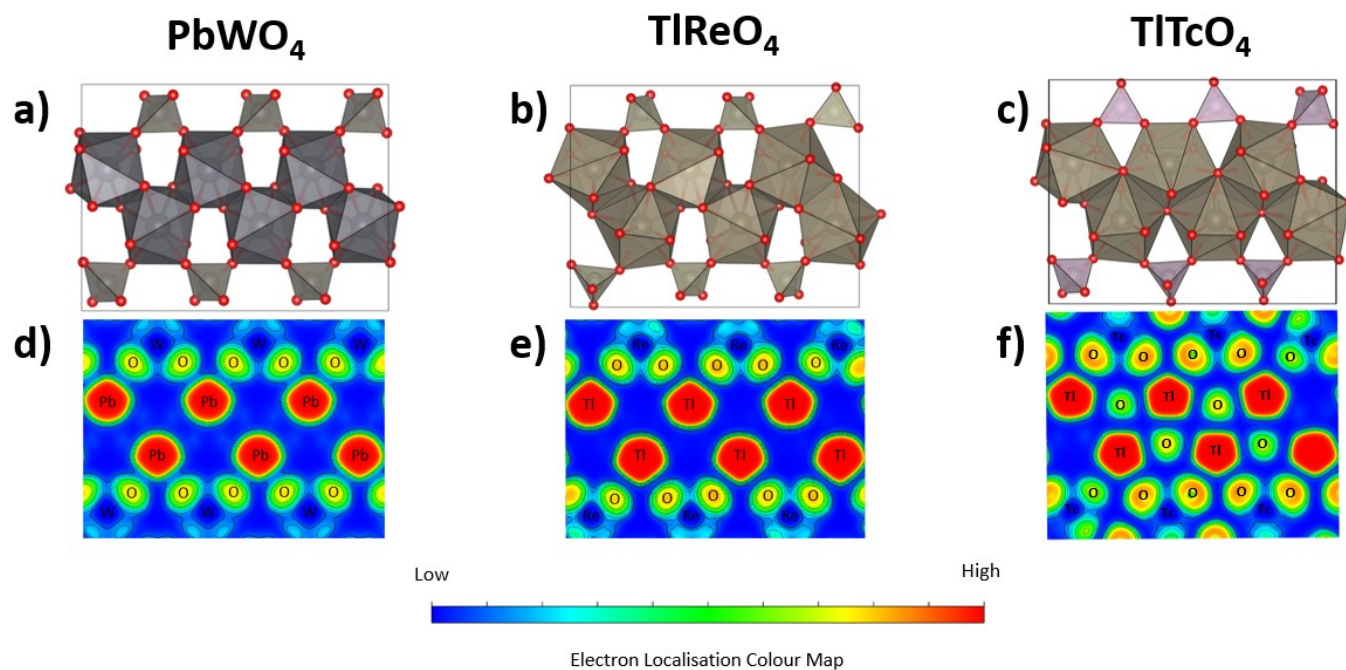 PbWO₄
TlReO₄
TlTcO₄
a)
b)
c)
d)
W W W
O O O O O
Pb Pb Pb
Pb Pb Pb
O O O O O
W W W
e)
Re Re Re
O O O O O
Tl Tl Tl
Tl Tl Tl
O O O O O
Re Re Re
f)
Tc Tc Tc
O O O O O
Tl Tl Tl
O O
O O
Tl Tl
O O O O O
Tc Tc Tc
Low
High
Electron Localisation Colour Map